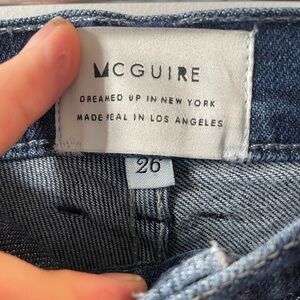 MCGUIRE
DREAMED UP IN NEW YORK
MADE REAL IN LOS ANGELES
26